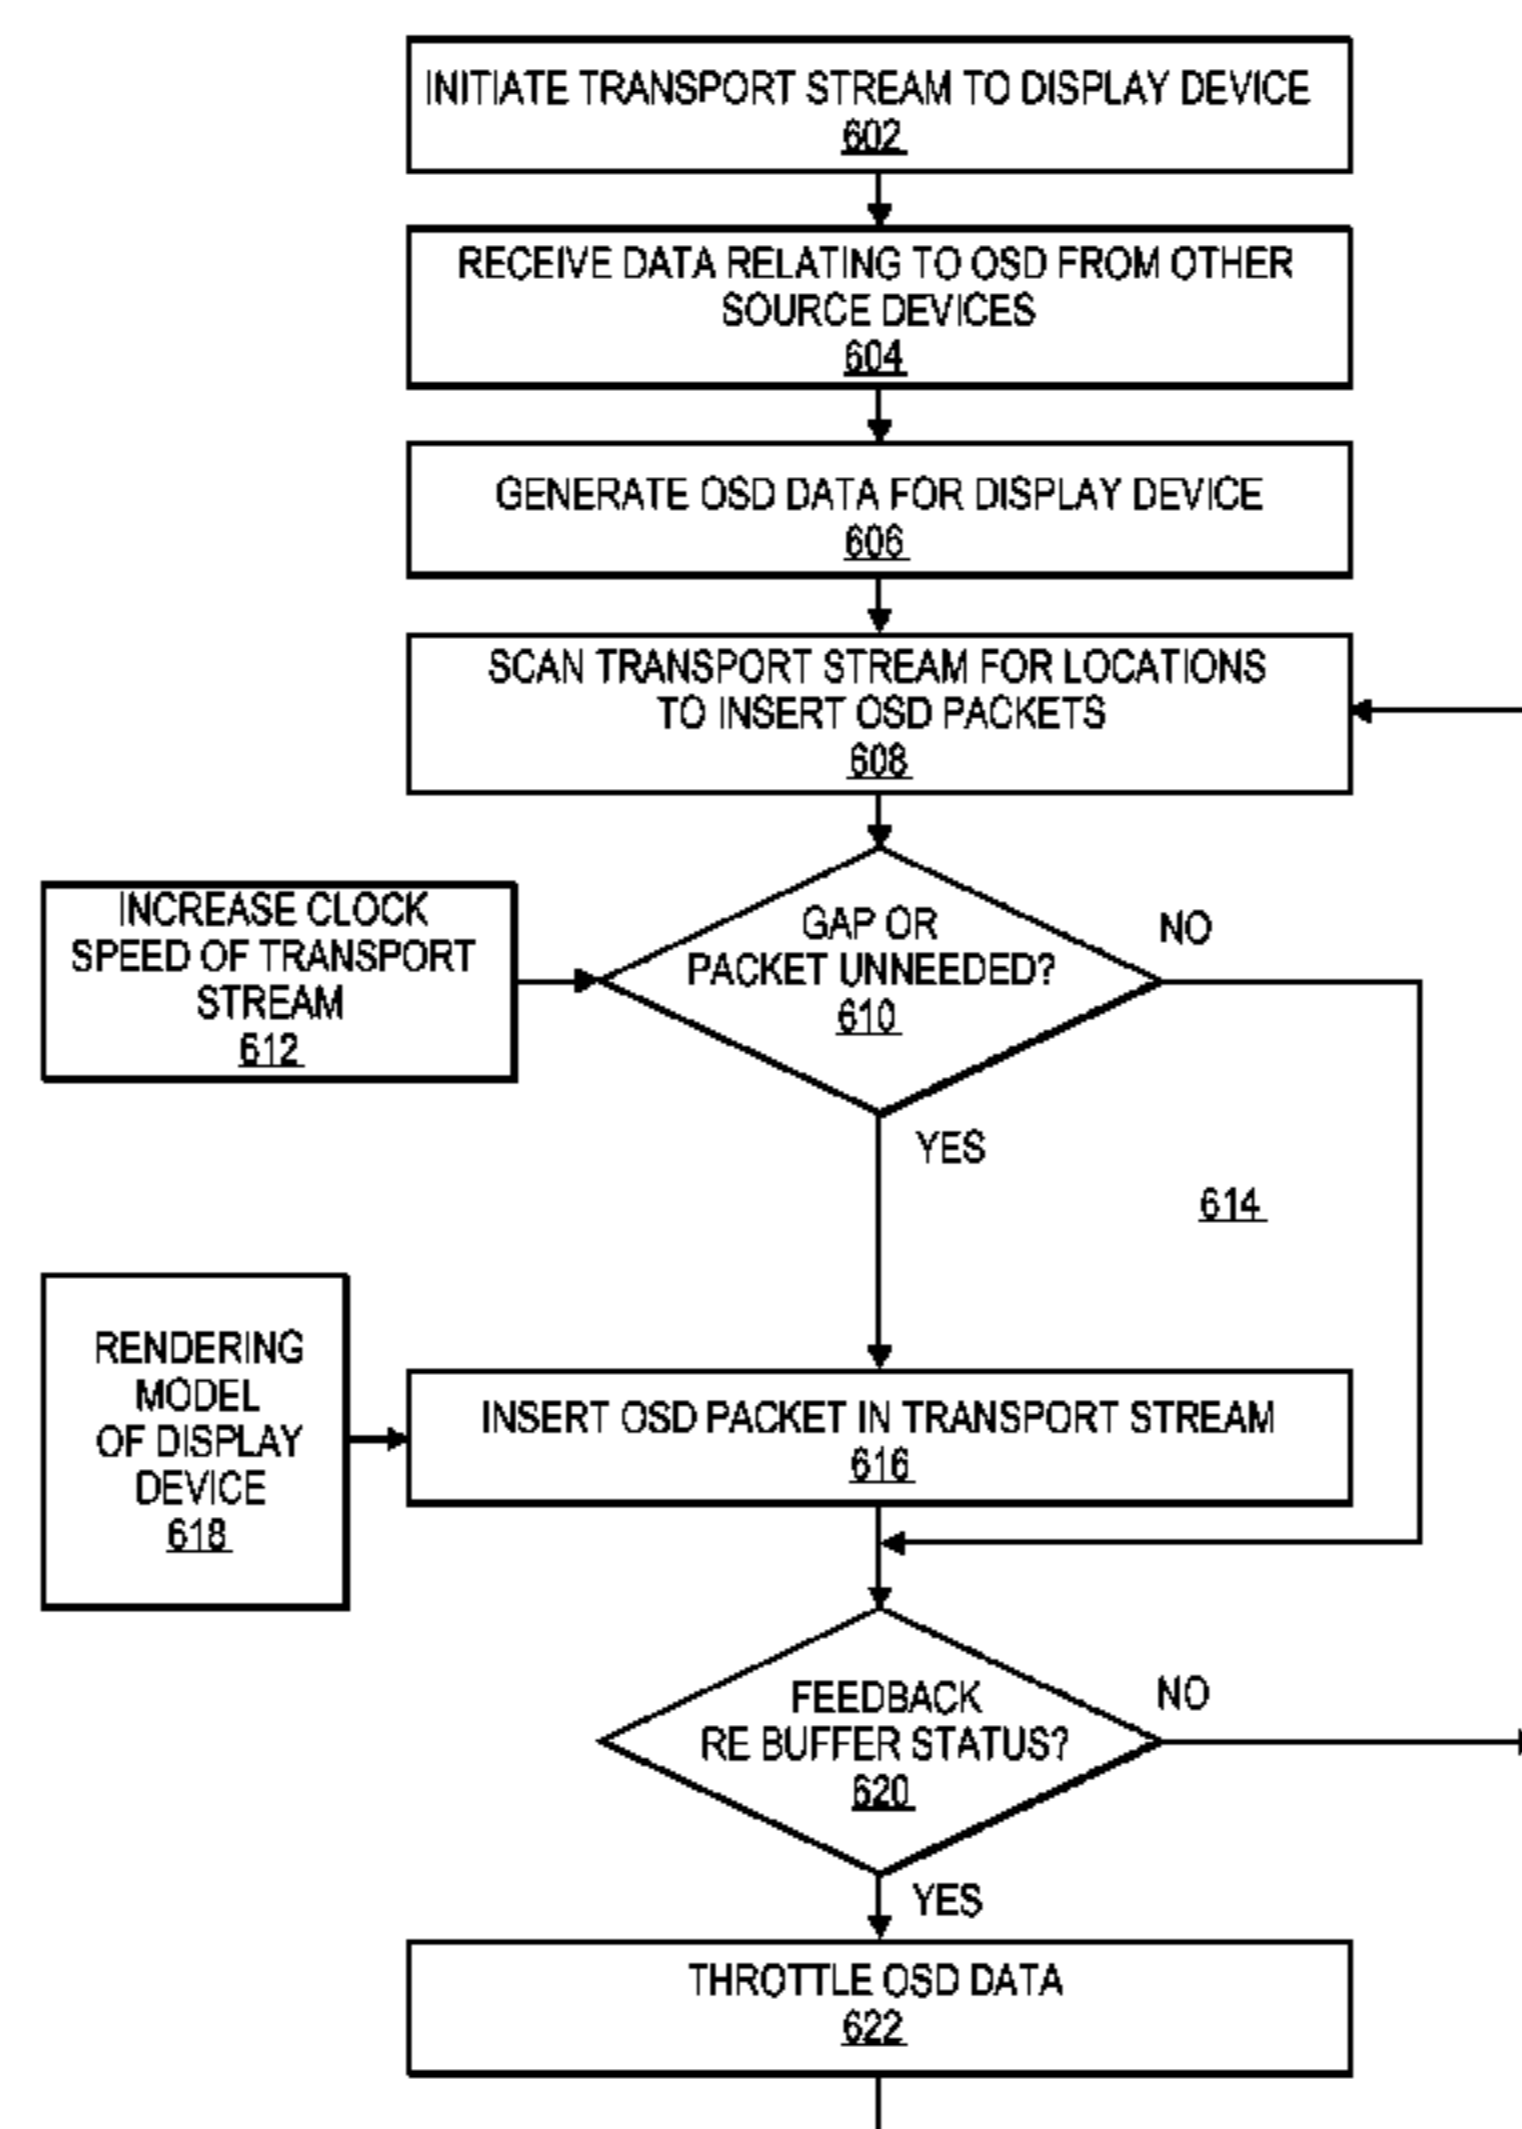 INITIATE TRANSPORT STREAM TO DISPLAY DEVICE
602
RECEIVE DATA RELATING TO OSD FROM OTHER
SOURCE DEVICES
604
GENERATE OSD DATA FOR DISPLAY DEVICE
606
SCAN TRANSPORT STREAM FOR LOCATIONS
TO INSERT OSD PACKETS
608
INCREASE CLOCK
SPEED OF TRANSPORT
STREAM
612
GAP OR
PACKET UNNEEDED?
610
NO
YES
614
RENDERING
MODEL
OF DISPLAY
DEVICE
618
INSERT OSD PACKET IN TRANSPORT STREAM
616
FEEDBACK
RE BUFFER STATUS?
620
NO
YES
THROTTLE OSD DATA
622